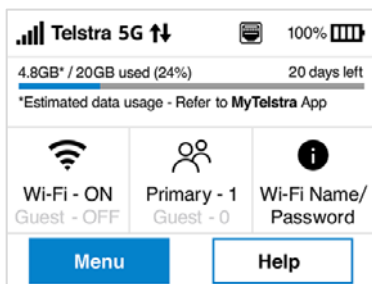 Telstra 5G 100%
4.8GB* / 20GB used (24%) 20 days left
*Estimated data usage - Refer to MyTelstra App
Wi-Fi - ON Primary - 1 Wi-Fi Name/
Guest - OFF Guest - 0 Password
Menu Help